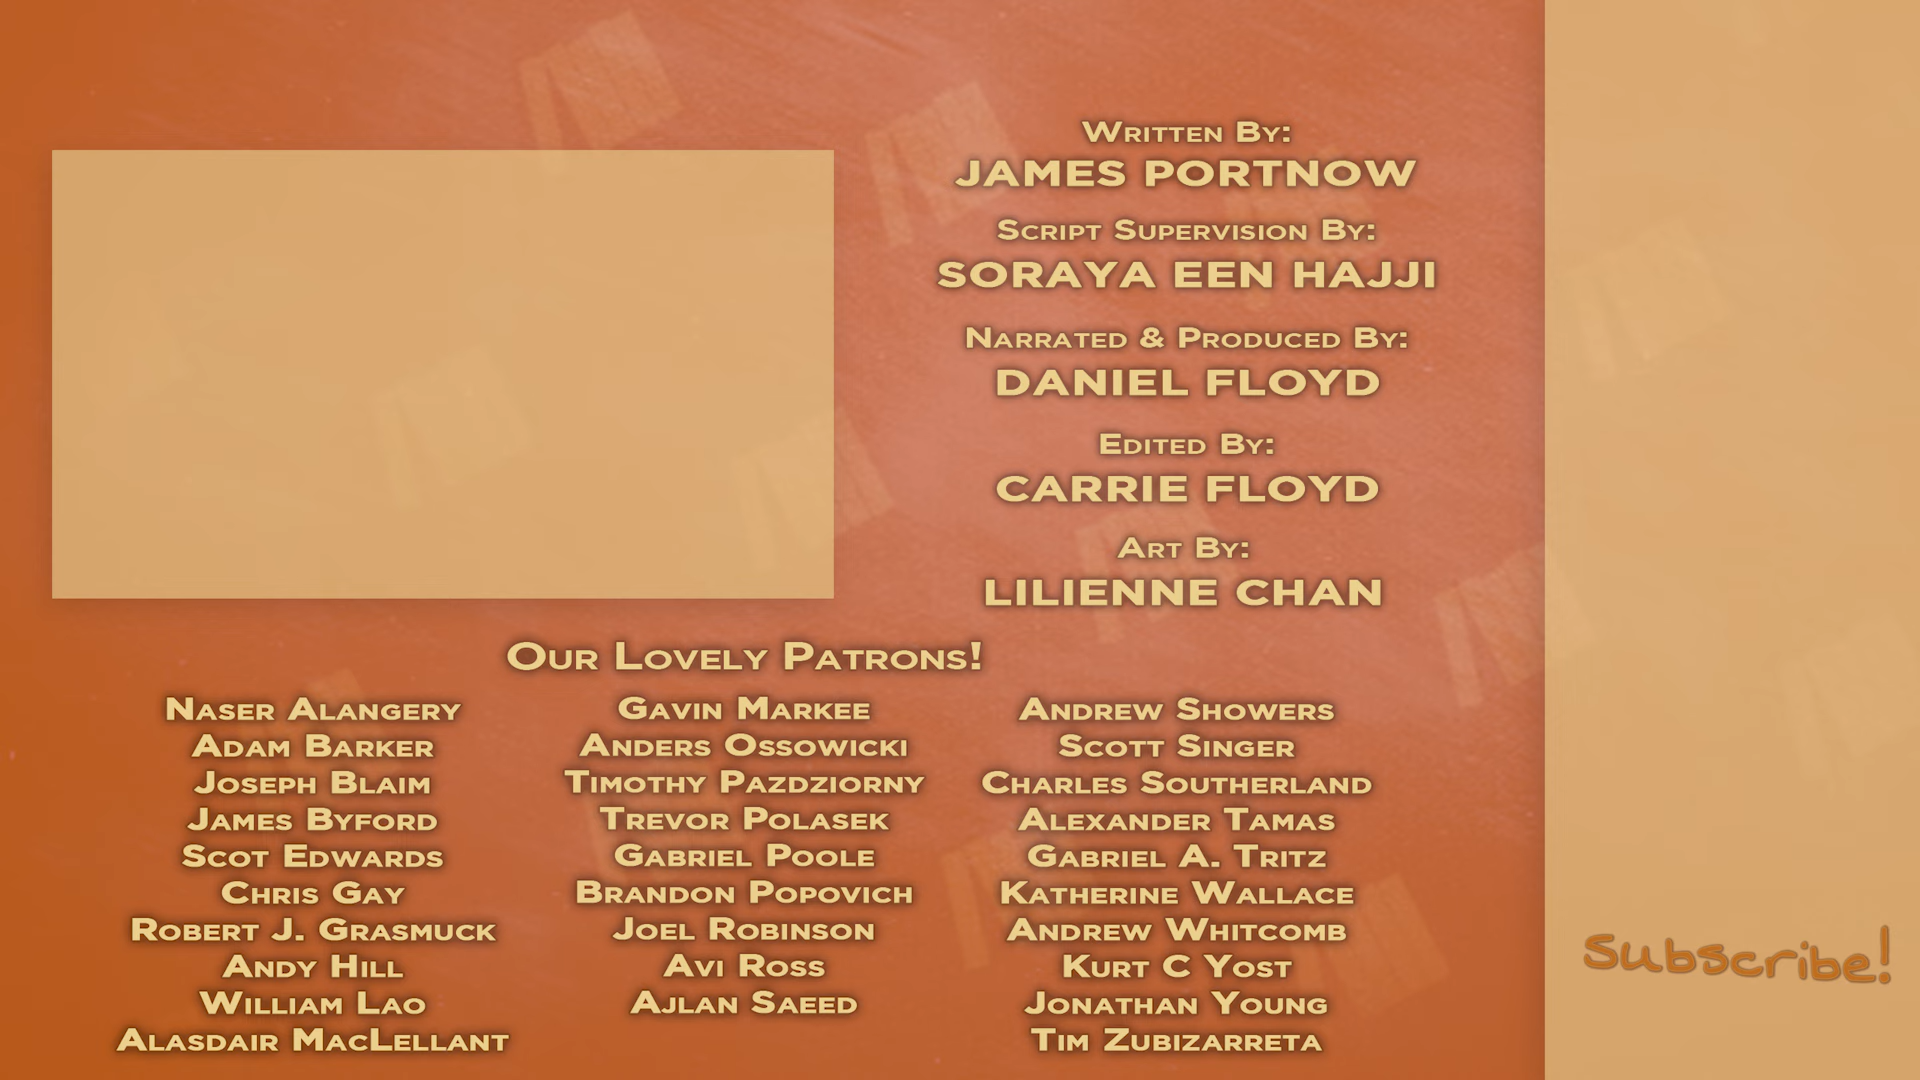 Written By:
JAMES PORTNOW
Script Supervision By:
SORAYA EEN HAJJI
Narrated & Produced By:
DANIEL FLOYD
Edited By:
CARRIE FLOYD
Art By:
LILIENNE CHAN
Our Lovely Patrons!
Naser Alangery
Adam Barker
Joseph Blaim
James Byford
Scot Edwards
Chris Gay
Robert J. Grasmuck
Andy Hill
William Lao
Alasdair MacLellant
Gavin Markee
Anders Ossowicki
Timothy Pazdziorny
Trevor Polasek
Gabriel Poole
Brandon Popovich
Joel Robinson
Avi Ross
Ajlan Saeed
Andrew Showers
Scott Singer
Charles Southerland
Alexander Tamas
Gabriel A. Tritz
Katherine Wallace
Andrew Whitcomb
Kurt C Yost
Jonathan Young
Tim Zubizarreta
Subscribe!